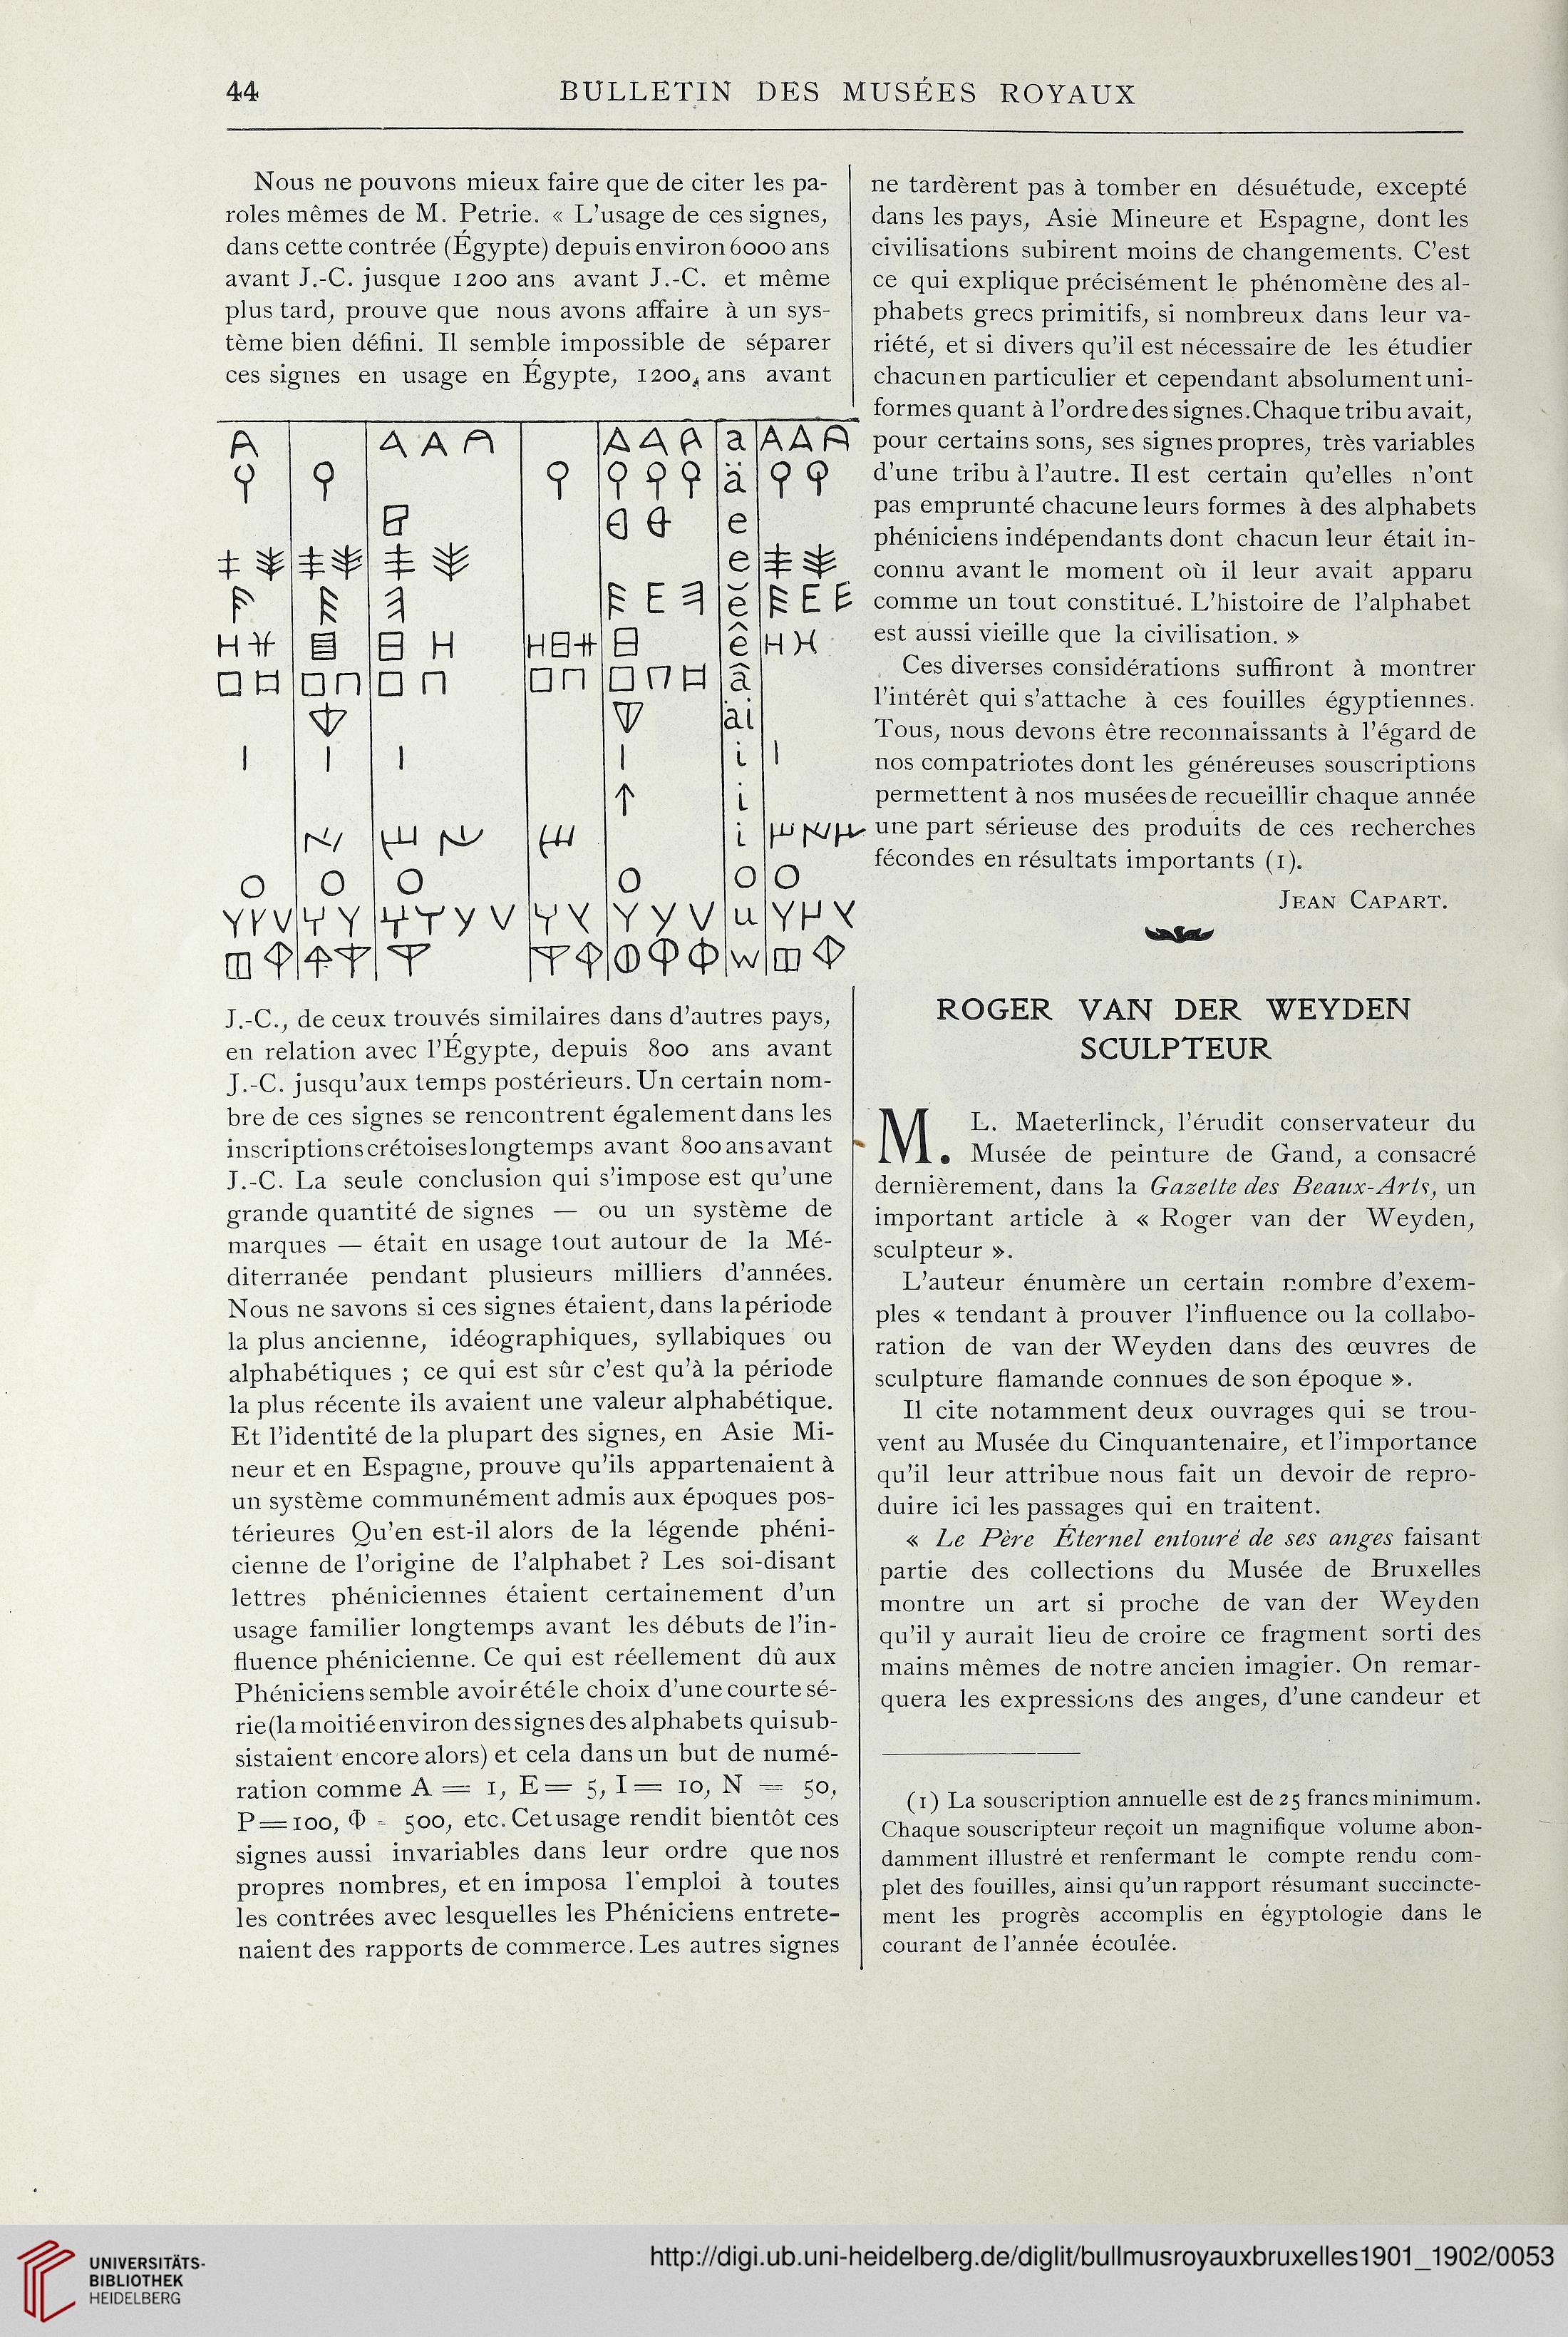 44
BULLETIN DES MUSÉES ROYAUX
Nous ne pouvons mieux faire que de citer les pa-
roles mêmes de M. Petrie. « L'usage de ces signes,
dans cette contrée (Égypte) depuis environ 6000 ans
avant J.-C. jusque 1200 ans avant J.-C. et même
plus tard, prouve que nous avons affaire à un sys-
tème bien défini. Il semble impossible de séparer
ces signes en usage en Égypte, 1200 ans avant
a
ä
e
e
ĕ
ê
â
ai
i
i
i
o
u
w
J.-C., de ceux trouvés similaires dans d'autres pays,
en relation avec l'Égypte, depuis 800 ans avant
J.-C. jusqu'aux temps postérieurs. Un certain nom-
bre de ces signes se rencontrent également dans les
inscriptions crétoises longtemps avant 800 ans avant
J.-C. La seule conclusion qui s'impose est qu'une
grande quantité de signes — ou un système de
marques — était en usage tout autour de la Mé-
diterranée pendant plusieurs milliers d'années.
Nous ne savons si ces signes étaient, dans la période
la plus ancienne, idéographiques, syllabiques ou
alphabétiques ; ce qui est sûr c'est qu'à la période
la plus récente ils avaient une valeur alphabétique.
Et l'identité de la plupart des signes, en Asie Mi-
neur et en Espagne, prouve qu'ils appartenaient à
un système communément admis aux époques pos-
térieures Qu'en est-il alors de la légende phéni-
cienne de l'origine de l'alphabet ? Les soi-disant
lettres phéniciennes étaient certainement d'un
usage familier longtemps avant les débuts de l'in-
fluence phénicienne. Ce qui est réellement dû aux
Phéniciens semble avoir été le choix d'une courte sé-
rie (la moitié environ des signes des alphabets qui sub-
sistaient encore alors) et cela dans un but de numé-
ration comme A = 1, E = 5, I = 10, N = 50,
P = 100, Φ - 500, etc. Cet usage rendit bientôt ces
signes aussi invariables dans leur ordre que nos
propres nombres, et en imposa l'emploi à toutes
les contrées avec lesquelles les Phéniciens entrete-
naient des rapports de commerce. Les autres signes
ne tardèrent pas à tomber en désuétude, excepté
dans les pays, Asie Mineure et Espagne, dont les
civilisations subirent moins de changements. C'est
ce qui explique précisément le phénomène des al-
phabets grecs primitifs, si nombreux dans leur va-
riété, et si divers qu'il est nécessaire de les étudier
chacun en particulier et cependant absolument uni-
formes quant à l'ordre des signes. Chaque tribu avait,
pour certains sons, ses signes propres, très variables
d'une tribu à l'autre. Il est certain qu'elles n'ont
pas emprunté chacune leurs formes à des alphabets
phéniciens indépendants dont chacun leur était in-
connu avant le moment où il leur avait apparu
comme un tout constitué. L'histoire de l'alphabet
est aussi vieille que la civilisation. »
Ces diverses considérations suffiront à montrer
l'intérêt qui s'attache à ces fouilles égyptiennes.
Tous, nous devons être reconnaissants à l'égard de
nos compatriotes dont les généreuses souscriptions
permettent à nos musées de recueillir chaque année
une part sérieuse des produits de ces recherches
fécondes en résultats importants (1).
JEAN CAPART.
ROGER VAN DER WEYDEN
SCULPTEUR
M. L. Maeterlinck, l'érudit conservateur du
Musée de peinture de Gand, a consacré
dernièrement, dans la Gazette des Beaux-Arts, un
important article à « Roger van der Weyden,
sculpteur ».
L'auteur énumère un certain nombre d'exem-
ples « tendant à prouver l'influence ou la collabo-
ration de van der Weyden dans des œuvres de
sculpture flamande connues de son époque ».
Il cite notamment deux ouvrages qui se trou-
vent au Musée du Cinquantenaire, et l'importance
qu'il leur attribue nous fait un devoir de repro-
duire ici les passages qui en traitent.
« Le Père Éternel entouré de ses anges faisant
partie des collections du Musée de Bruxelles
montre un art si proche de van der Weyden
qu'il y aurait lieu de croire ce fragment sorti des
mains mêmes de notre ancien imagier. On remar-
quera les expressions des anges, d'une candeur et
(1) La souscription annuelle est de 25 francs minimum.
Chaque souscripteur reçoit un magnifique volume abon-
damment illustré et renfermant le compte rendu com-
plet des fouilles, ainsi qu'un rapport résumant succincte-
ment les progrès accomplis en égyptologie dans le
courant de l'année écoulée.
UNIVERSITÄTS-
BIBLIOTHEK
HEIDELBERG
http://digi.ub.uni-heidelberg.de/diglit/bullmusroyauxbruxelles1901_1902/0053